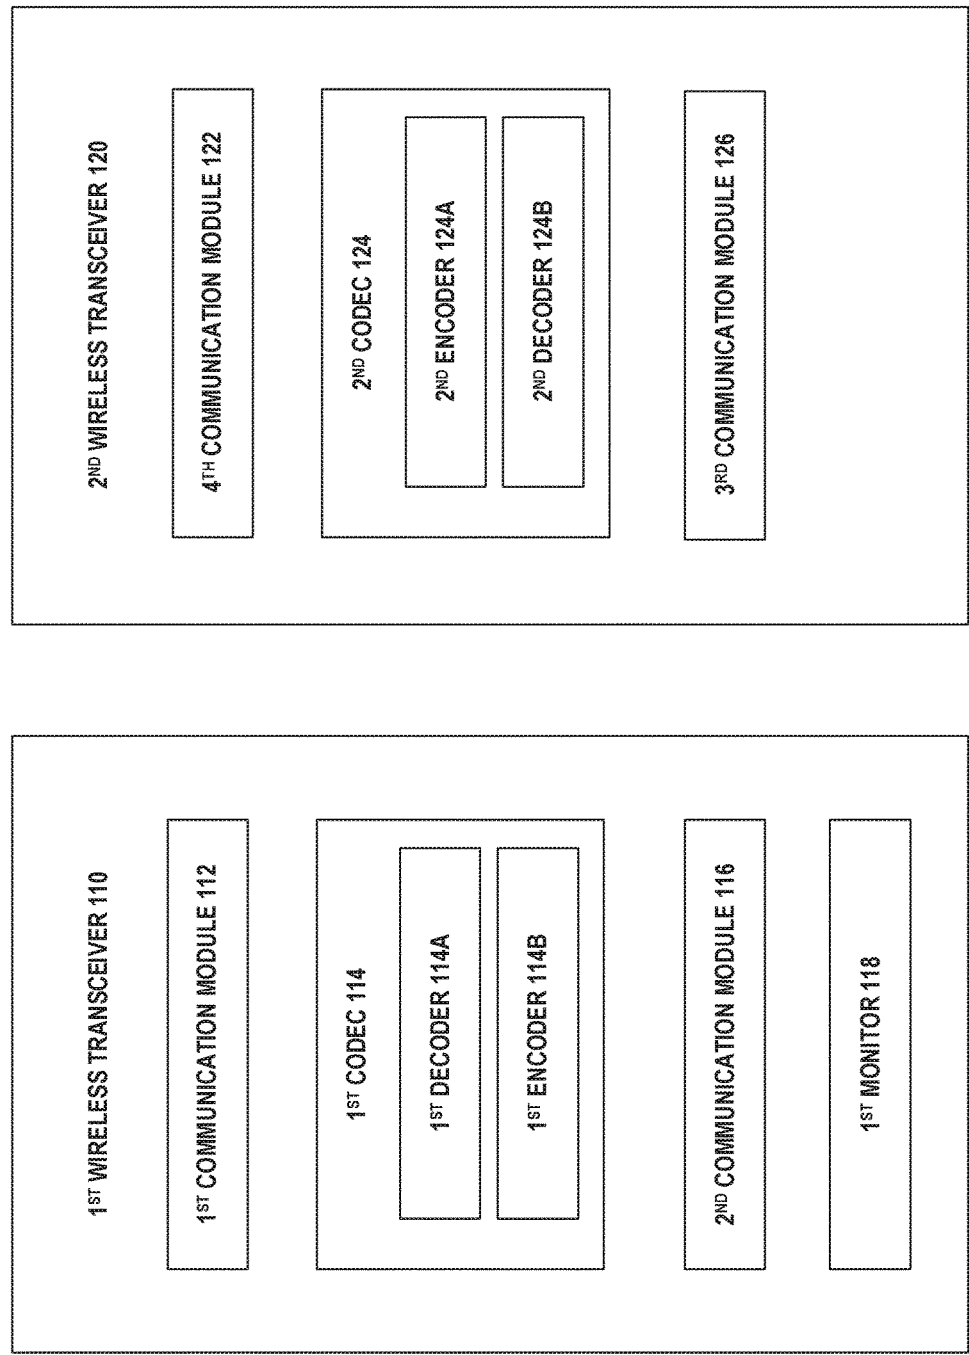 1ST WIRELESS TRANSCEIVER 110
1ST COMMUNICATION MODULE 112
1ST CODEC 114
1ST DECODER 114A
1ST ENCODER 114B
2ND COMMUNICATION MODULE 116
1ST MONITOR 118
2ND WIRELESS TRANSCEIVER 120
4TH COMMUNICATION MODULE 122
2ND CODEC 124
2ND ENCODER 124A
2ND DECODER 124B
3RD COMMUNICATION MODULE 126